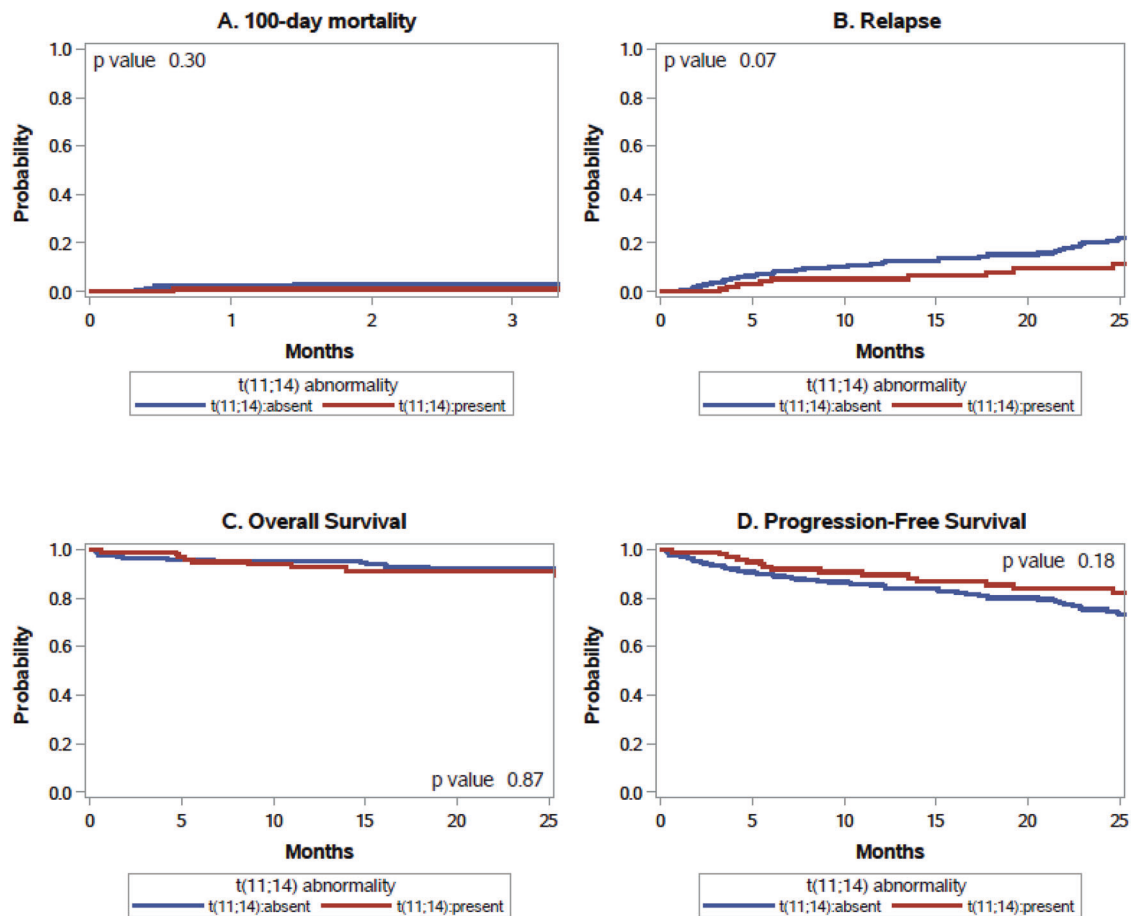 A. 100-day mortality
p value 0.30
1.0
0.8
0.6
0.4
0.2
0.0
Probability
0 1 2 3
Months
t(11;14) abnormality
t(11;14):absent t(11;14):present
B. Relapse
p value 0.07
1.0
0.8
0.6
0.4
0.2
0.0
Probability
0 5 10 15 20 25
Months
t(11;14) abnormality
t(11;14):absent t(11;14):present
C. Overall Survival
1.0
0.8
0.6
0.4
0.2
0.0
Probability
p value 0.87
0 5 10 15 20 25
Months
t(11;14) abnormality
t(11;14):absent t(11;14):present
D. Progression-Free Survival
p value 0.18
1.0
0.8
0.6
0.4
0.2
0.0
Probability
0 5 10 15 20 25
Months
t(11;14) abnormality
t(11;14):absent t(11;14):present